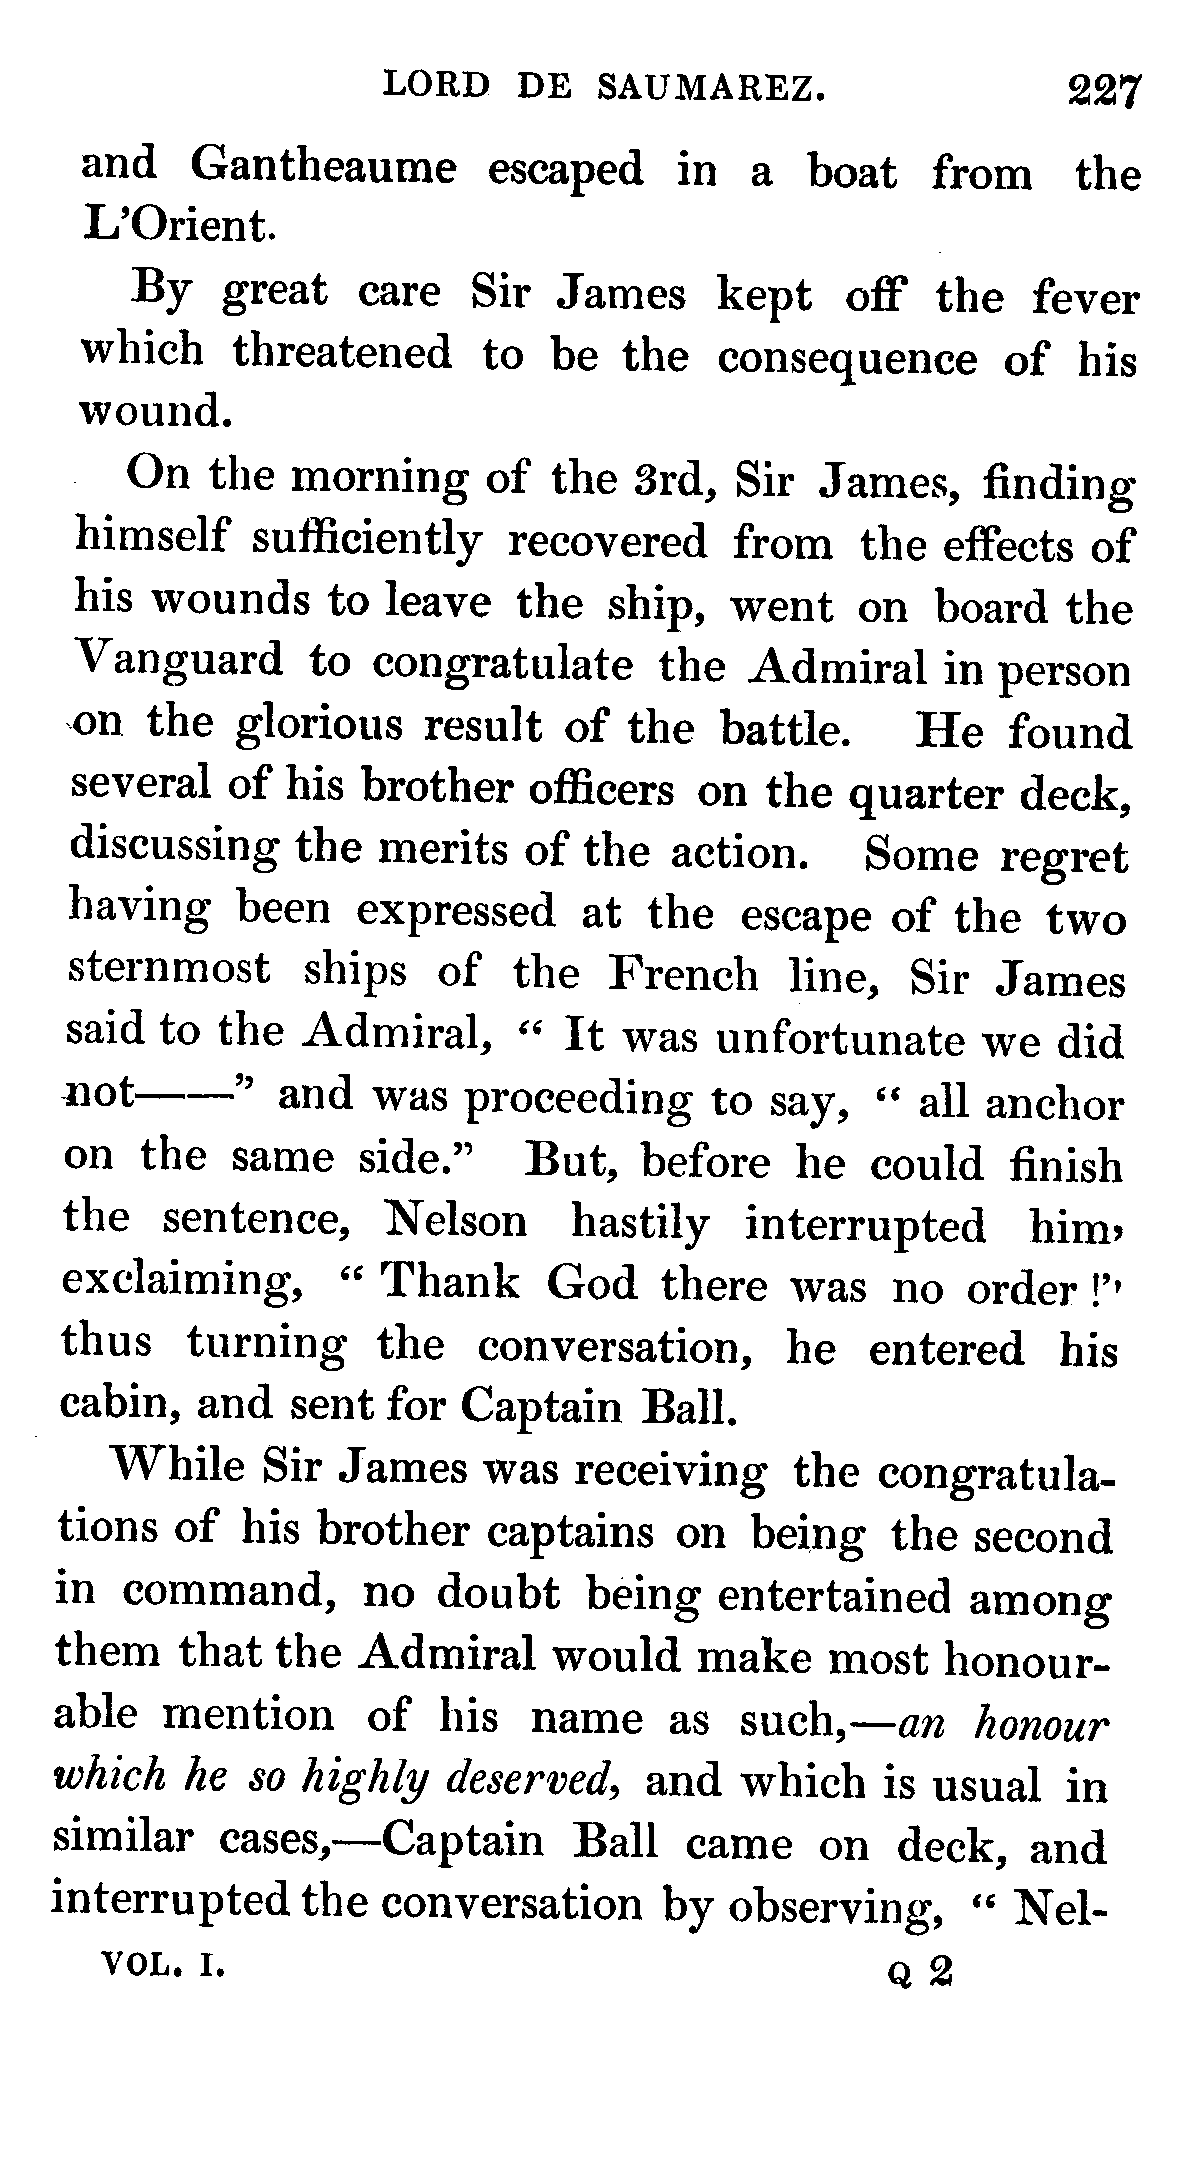 LORD DE SAUMAREZ. 227
and Gantheaume escaped in a boat from the
L'Orient.
By great care Sir James kept off the fever
which threatened to be the consequence of his
wound.
On the morning of the 3rd, Sir James, finding
himself sufficiently recovered from the effects of
his wounds to leave the ship, went on board the
Vanguard to congratulate the Admiral in person
on the glorious result of the battle. He found
several of his brother officers on the quarter deck,
discussing the merits of the action. Some regret
having been expressed at the escape of the two
sternmost ships of the French line, Sir James
said to the Admiral, “ It was unfortunate we did
not——” and was proceeding to say, “ all anchor
on the same side.” But, before he could finish
the sentence, Nelson hastily interrupted him,
exclaiming, “ Thank God there was no order !”
thus turning the conversation, he entered his
cabin, and sent for Captain Ball.
While Sir James was receiving the congratula-
tions of his brother captains on being the second
in command, no doubt being entertained among
them that the Admiral would make most honour-
able mention of his name as such,—an honour
which he so highly deserved, and which is usual in
similar cases,—Captain Ball came on deck, and
interrupted the conversation by observing, “ Nel-
VOL. I. Q 2